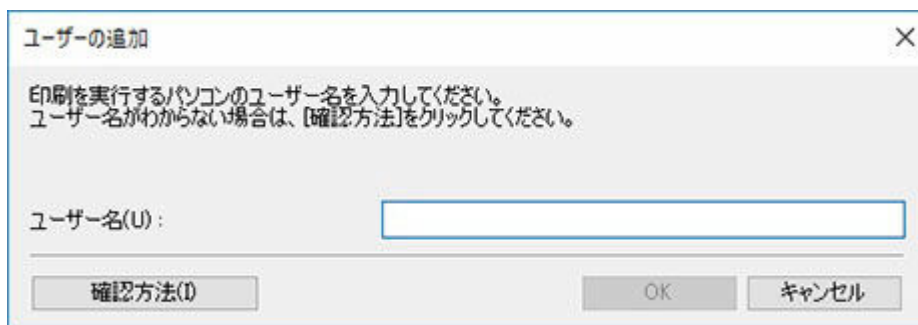 ユーザーの追加
印刷を実行するパソコンのユーザー名を入力してください。
ユーザー名がわからない場合は、[確認方法]をクリックしてください。
ユーザー名(U) :
確認方法(I)
OK
キャンセル